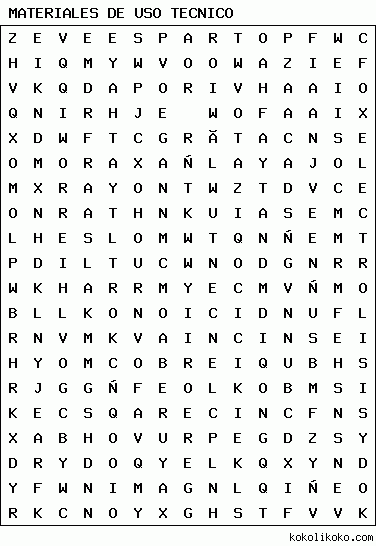 MATERIALES DE USO TECNICO
Z E V E E S P A R T O P F W C
H I Q M Y W V O O W A Z I E F
V K Q D A P O R I V H A A I O
Q N I R H J E   W O F A A I X
X D W F T C G R Ă T A C N S E
O M O R A X A Ñ L A Y A J O L
M X R A Y O N T W Z T D V C E
O N R A T H N K U I A S E M C
L H E S L O M W T Q N Ñ E M T
P D I L T U C W N O D G N R R
W K H A R R M Y E C M V Ñ M O
B L L K O N O I C I D N U F L
R N V M K V A I N C I N S E I
H Y O M C O B R E I Q U B H S
R J G G Ñ F E O L K O B M S I
K E C S Q A R E C I N C F N S
X A B H O V U R P E G D Z S Y
D R Y D O Q Y E L K Q X Y N D
Y F W N I M A G N L Q I Ñ E O
R K C N O Y X G H S T F V V K
kokolikoko.com